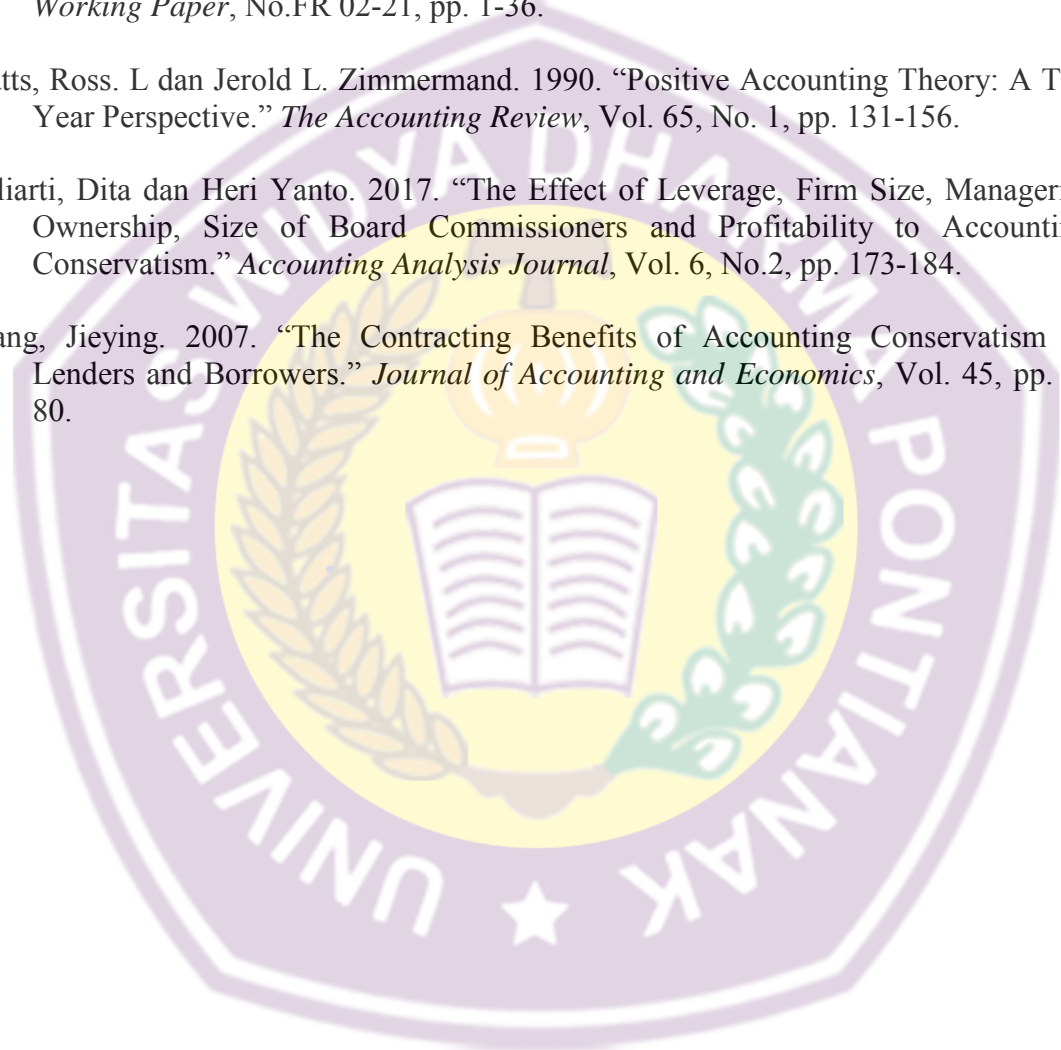 Working Paper, No.FR 02-21, pp. 1-36.
atts, Ross. L dan Jerold L. Zimmermand. 1990. “Positive Accounting Theory: A T
Year Perspective.” The Accounting Review, Vol. 65, No. 1, pp. 131-156.
liarti, Dita dan Heri Yanto. 2017. “The Effect of Leverage, Firm Size, Manager
Ownership, Size of Board Commissioners and Profitability to Accounti
Conservatism.” Accounting Analysis Journal, Vol. 6, No.2, pp. 173-184.
ang, Jieying. 2007. “The Contracting Benefits of Accounting Conservatism
Lenders and Borrowers.” Journal of Accounting and Economics, Vol. 45, pp.
80.
UNIVERSITAS WIDYA DHARMA PONTIANAK